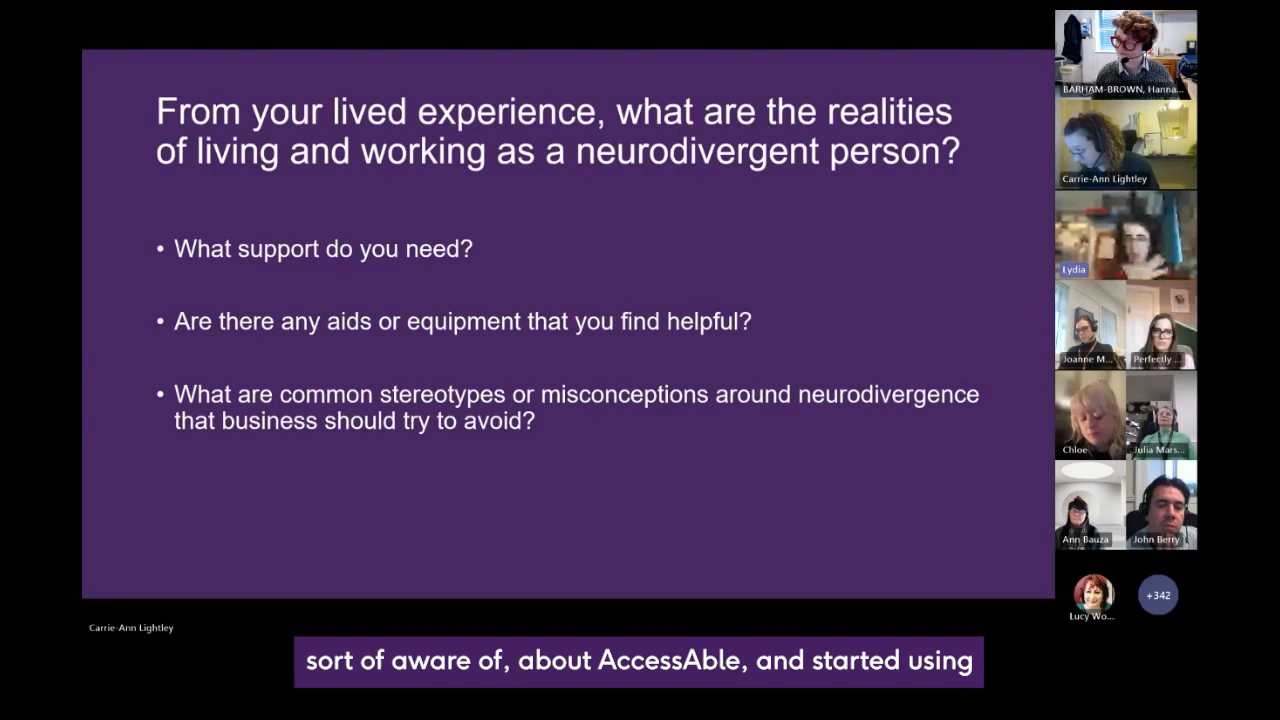 From your lived experience, what are the realities
of living and working as a neurodivergent person?
• What support do you need?
• Are there any aids or equipment that you find helpful?
• What are common stereotypes or misconceptions around neurodivergence
that business should try to avoid?
BARHAM-BROWN, Hanna...
Carrie-Ann Lightley
Lydia
Joanne M...
Perfectly ...
Chloe
Julia Mars...
Ann Bauza
John Berry
Lucy Wo...
+342
Carrie-Ann Lightley
sort of aware of, about AccessAble, and started using